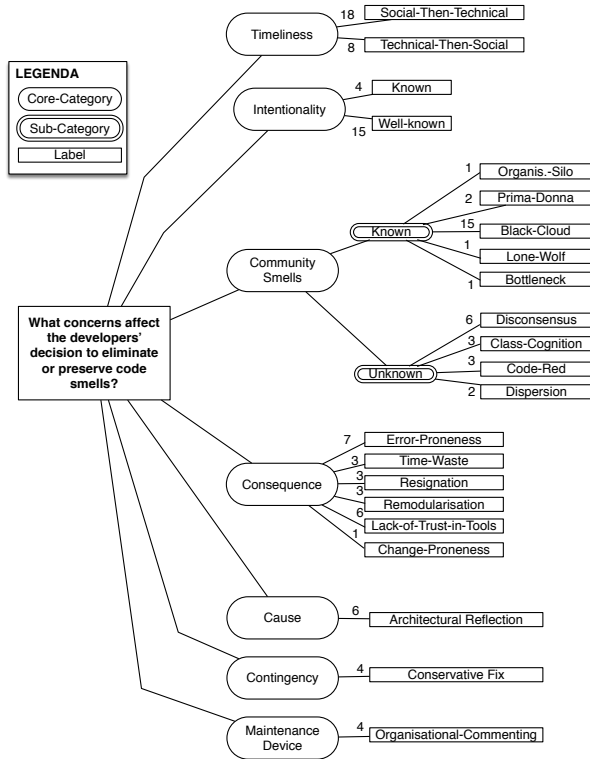 18
Social-Then-Technical
Timeliness
8
Technical-Then-Social
LEGENDA
Core-Category
Sub-Category
Label
4
Known
Intentionality
15
Well-known
1
Organis.-Silo
2
Prima-Donna
Known
15
Black-Cloud
1
Lone-Wolf
1
Bottleneck
Community
Smells
6
Disconsensus
3
Class-Cognition
Unknown
3
Code-Red
2
Dispersion
What concerns affect
the developers'
decision to eliminate
or preserve code
smells?
7
Error-Proneness
3
Time-Waste
Consequence
3
Resignation
3
Remodularisation
6
Lack-of-Trust-in-Tools
1
Change-Proneness
Cause
6
Architectural Reflection
Contingency
4
Conservative Fix
Maintenance
Device
4
Organisational-Commenting